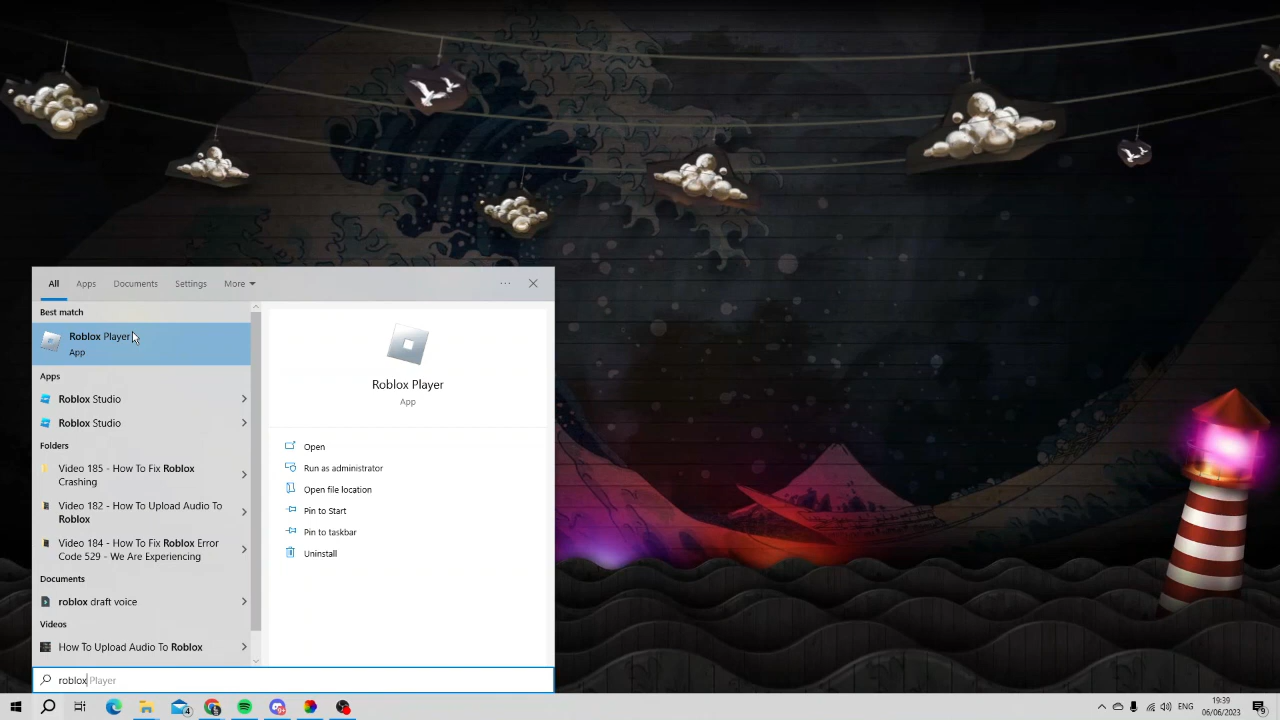 All Apps Documents Settings More
Best match
Roblox Player
App
Apps
Roblox Studio
Roblox Studio
Folders
Video 185 - How To Fix Roblox
Crashing
Video 182 - How To Upload Audio To
Roblox
Video 184 - How To Fix Roblox Error
Code 529 - We Are Experiencing
Documents
roblox draft voice
Videos
How To Upload Audio To Roblox
Roblox Player
App
Open
Run as administrator
Open file location
Pin to Start
Pin to taskbar
Uninstall
roblox Player
4
ENG
19:39
06/06/2023
9